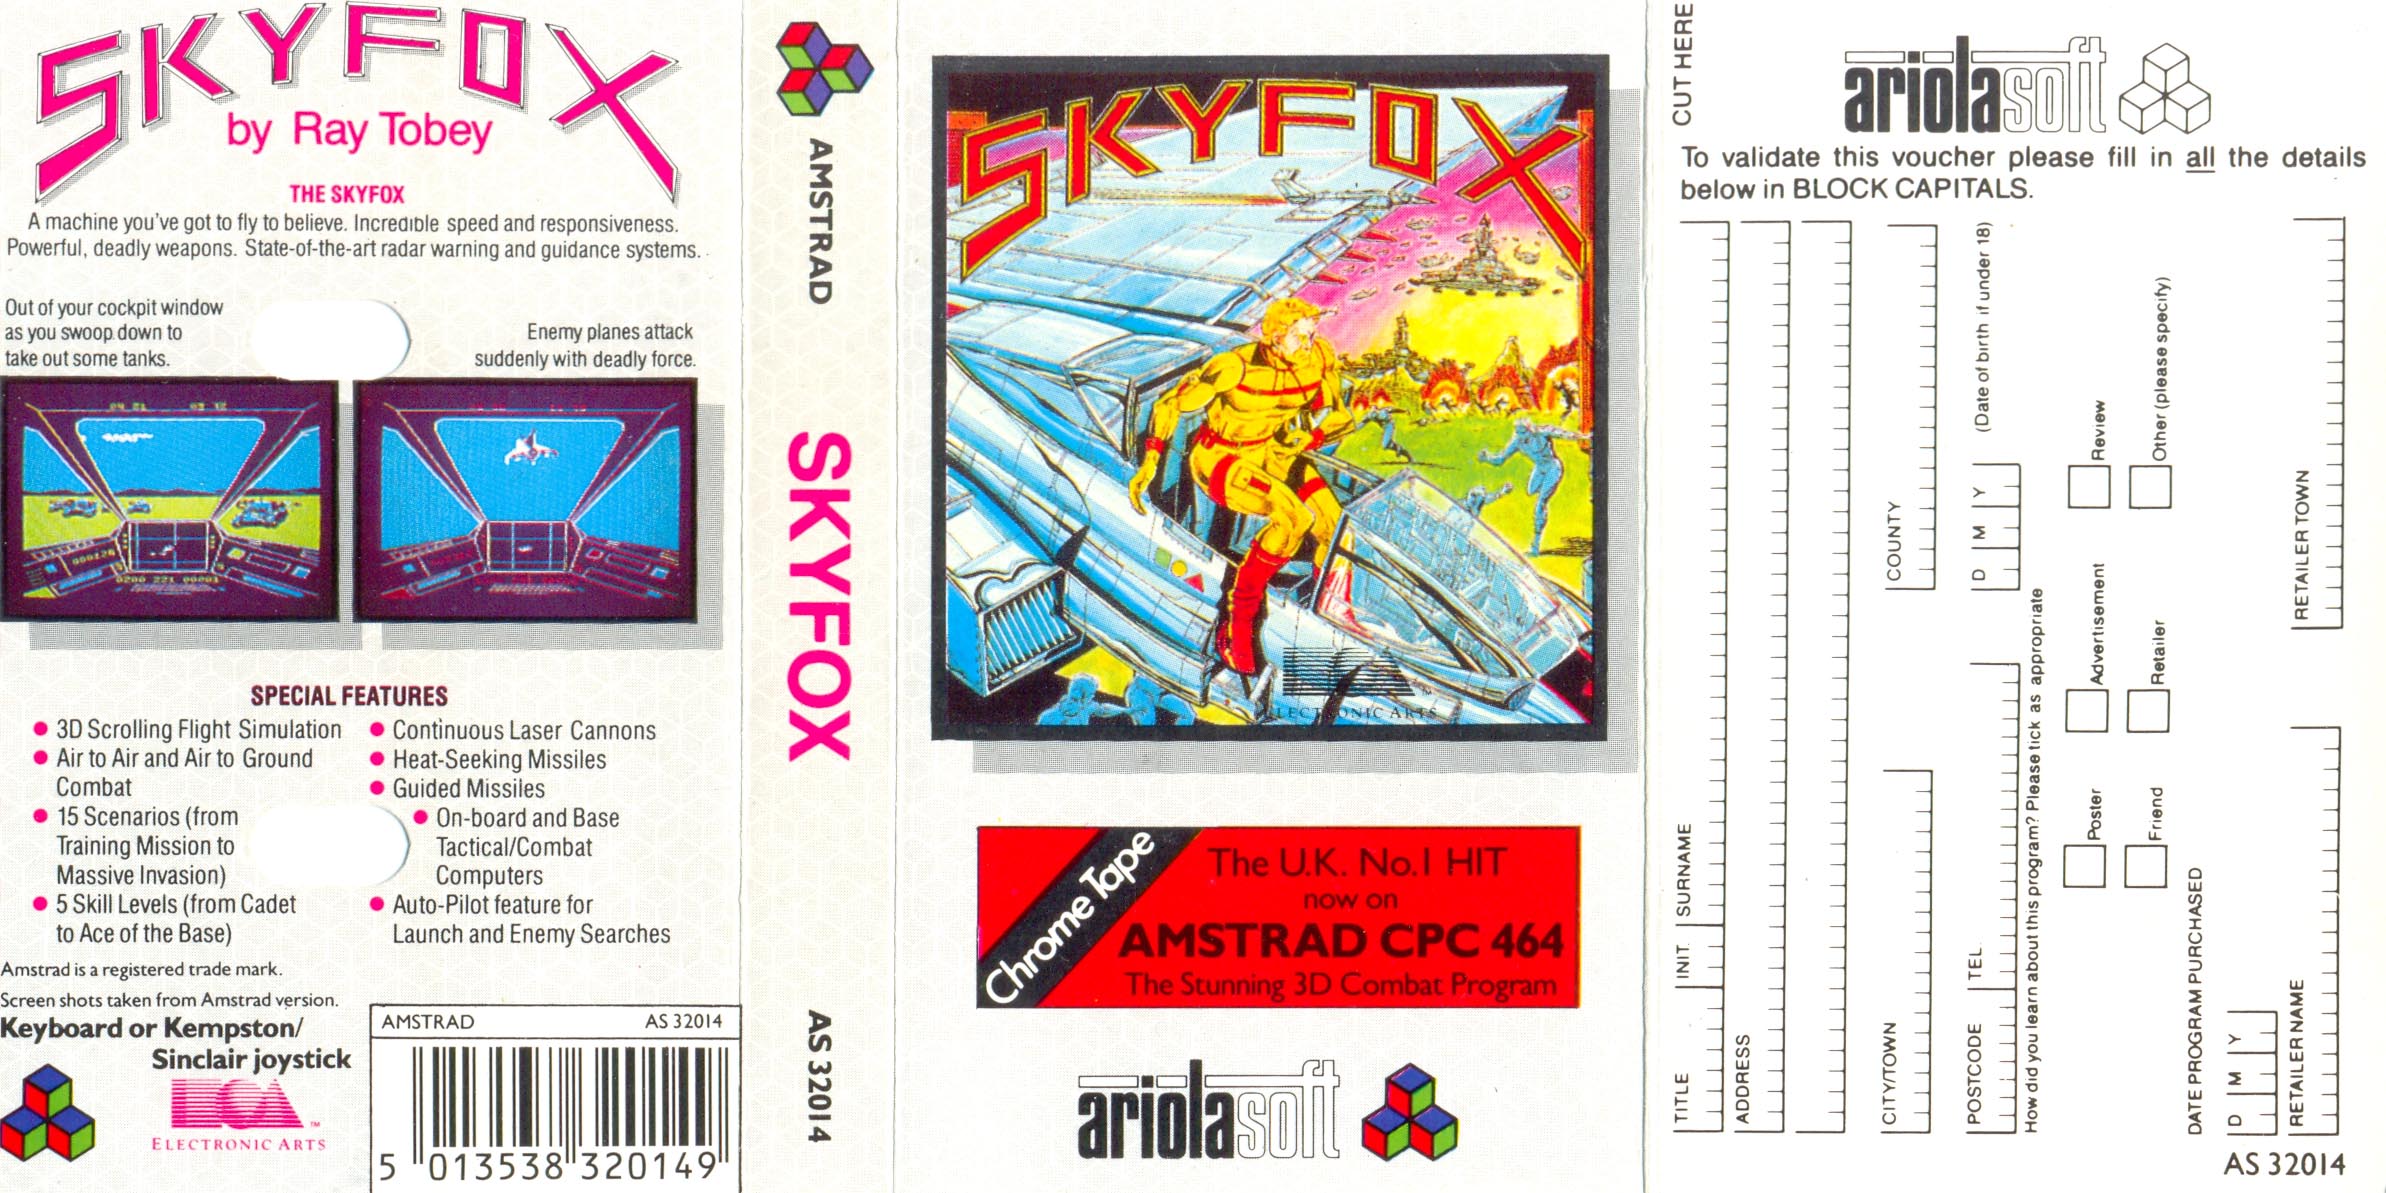 SKYFOX
by Ray Tobey
THE SKYFOX
A machine you've got to fly to believe. Incredible speed and responsiveness.
Powerful, deadly weapons. State-of-the-art radar warning and guidance systems.
Out of your cockpit window
as you swoop down to
take out some tanks.
Enemy planes attack
suddenly with deadly force.
000126
0200 221 00001
SPECIAL FEATURES
● 3D Scrolling Flight Simulation
● Air to Air and Air to Ground
Combat
● 15 Scenarios (from
Training Mission to
Massive Invasion)
● 5 Skill Levels (from Cadet
to Ace of the Base)
● Continuous Laser Cannons
● Heat-Seeking Missiles
● Guided Missiles
● On-board and Base
Tactical/Combat
Computers
● Auto-Pilot feature for
Launch and Enemy Searches
Amstrad is a registered trade mark.
Screen shots taken from Amstrad version.
Keyboard or Kempston/
Sinclair joystick
TM
ELECTRONIC ARTS
AMSTRAD AS 32014
5 013538 320149
AMSTRAD
SKYFOX
AS 32014
SKYFOX
TM
ELECTRONIC ARTS
Chrome Tape
The U.K. No.1 HIT
now on
AMSTRAD CPC 464
The Stunning 3D Combat Program
ariolasoft
CUT HERE
ariolasoft
To validate this voucher please fill in all the details
below in BLOCK CAPITALS.
TITLE INIT. SURNAME
ADDRESS
CITY/TOWN COUNTY
POSTCODE TEL. D M Y (Date of birth if under 18)
How did you learn about this program? Please tick as appropriate
Poster Advertisement Review
Friend Retailer Other (please specify)
DATE PROGRAM PURCHASED
D M Y
RETAILER NAME RETAILER TOWN
AS 32014